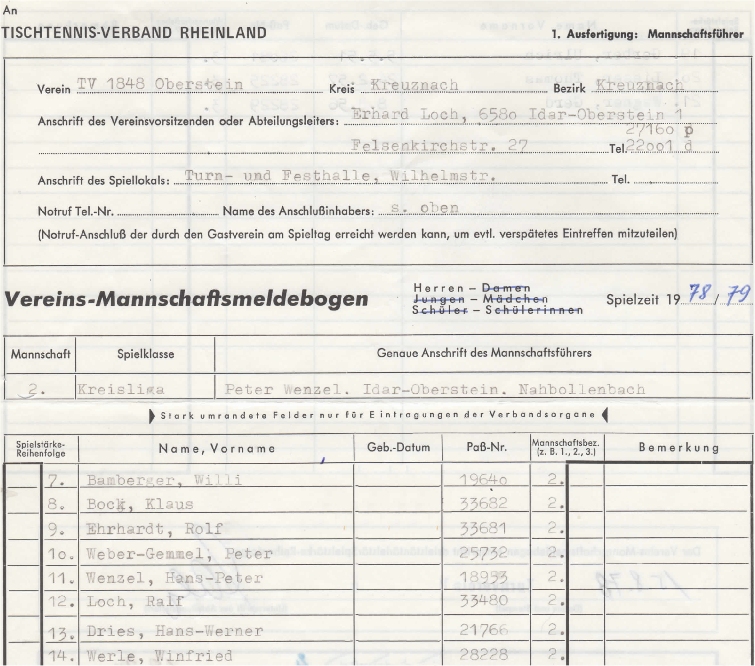 An
TISCHTENNIS-VERBAND RHEINLAND
1. Ausfertigung: Mannschaftsführer
Verein TV 1848 Oberstein Kreis Kreuznach Bezirk Kreuznach
Anschrift des Vereinsvorsitzenden oder Abteilungsleiters: Erhard Loch, 658o Idar-Oberstein 1
2716o p
Felsenkirchstr. 27 Tel. 22oo1 d
Anschrift des Spiellokals: Turn- und Festhalle, Wilhelmstr. Tel.
Notruf Tel.-Nr. Name des Anschlußinhabers: s. oben
(Notruf-Anschluß der durch den Gastverein am Spieltag erreicht werden kann, um evtl. verspätetes Eintreffen mitzuteilen)
Vereins-Mannschaftsmeldebogen
Herren – Damen
Jungen – Mädchen
Schüler – Schülerinnen
Spielzeit 19 78 / 79
Mannschaft Spielklasse Genaue Anschrift des Mannschaftsführers
2. Kreisliga Peter Wenzel. Idar-Oberstein. Nahbollenbach
Stark umrandete Felder nur für Eintragungen der Verbandsorgane
Spielstärke-Reihenfolge Name, Vorname Geb.-Datum Paß-Nr. Mannschaftsbez. (z. B. 1., 2., 3.) Bemerkung
7. Bamberger, Willi 1964o 2.
8. Bock, Klaus 33682 2.
9. Ehrhardt, Rolf 33681 2.
1o. Weber-Gemmel, Peter 25732 2.
11. Wenzel, Hans-Peter 18953 2.
12. Loch, Ralf 33480 2.
13. Dries, Hans-Werner 21766 2.
14. Werle, Winfried 28228 2.